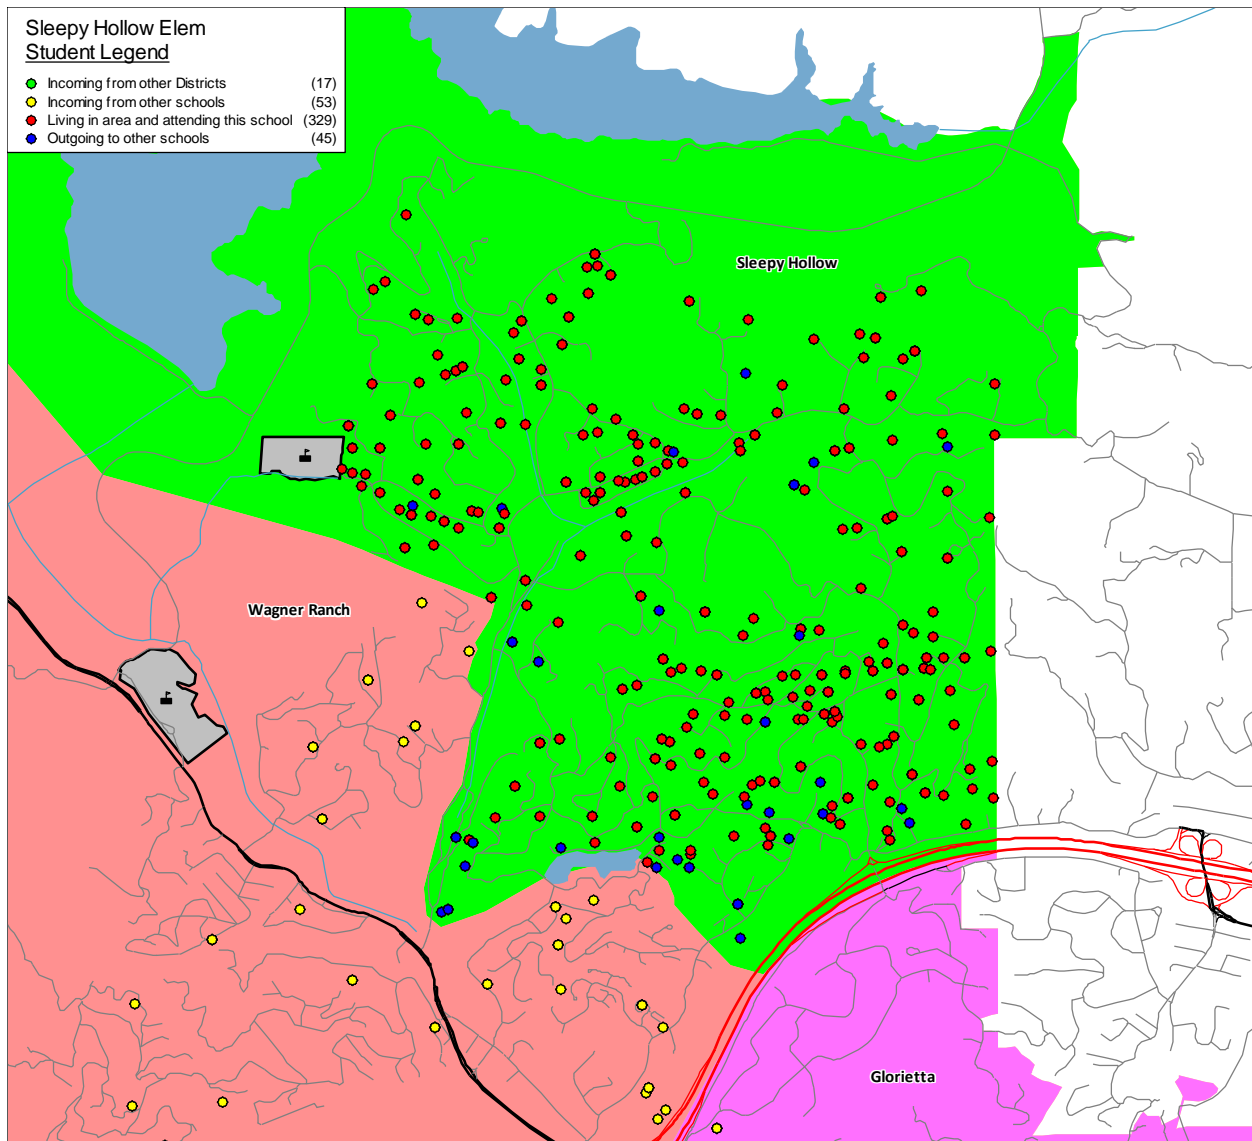 Sleepy Hollow Elem
Student Legend
Incoming from other Districts (17)
Incoming from other schools (53)
Living in area and attending this school (329)
Outgoing to other schools (45)
Sleepy Hollow
Wagner Ranch
Glorietta